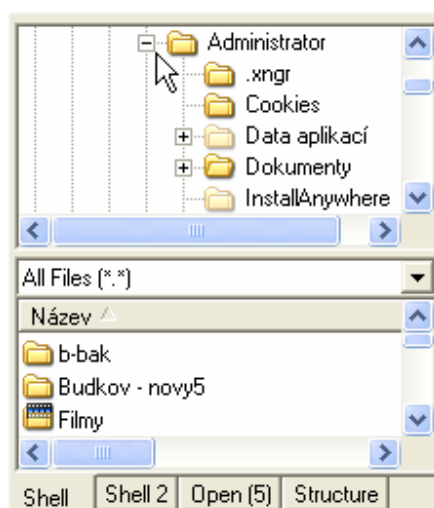 Administrator
.xngr
Cookies
Data aplikací
Dokumenty
InstallAnywhere
All Files (*.*)
Název
b-bak
Budkov - novy5
Filmy
Shell Shell 2 Open (5) Structure